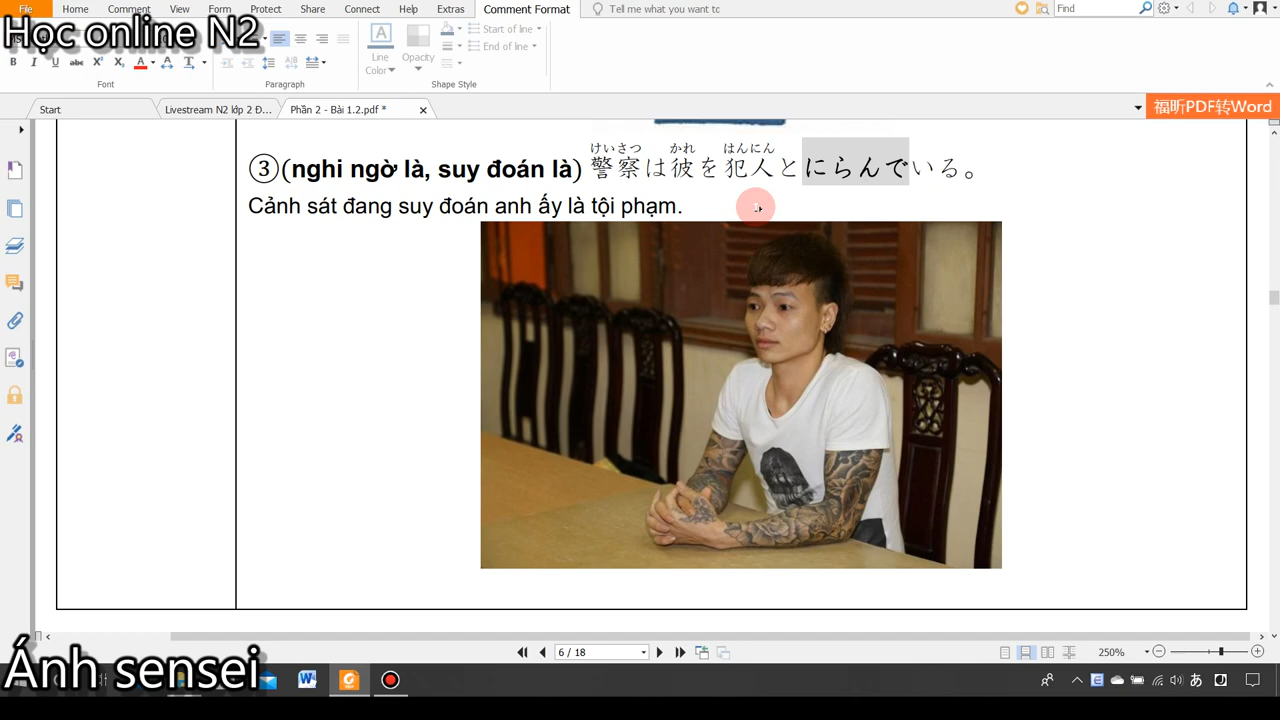 File Home Comment View Form Protect Share Connect Help Extras Comment Format Tell me what you want tc Find
Học online N2
Start of line
End of line
Line Color
Opacity
Font Paragraph Shape Style
Start Livestream N2 lớp 2 Đ... Phần 2 - Bài 1.2.pdf * 福昕PDF转Word
けいさつ かれ はんにん
③(nghi ngờ là, suy đoán là) 警察は彼を犯人とにらんでいる。
Cảnh sát đang suy đoán anh ấy là tội phạm.
6 / 18
250%
Ánh sensei